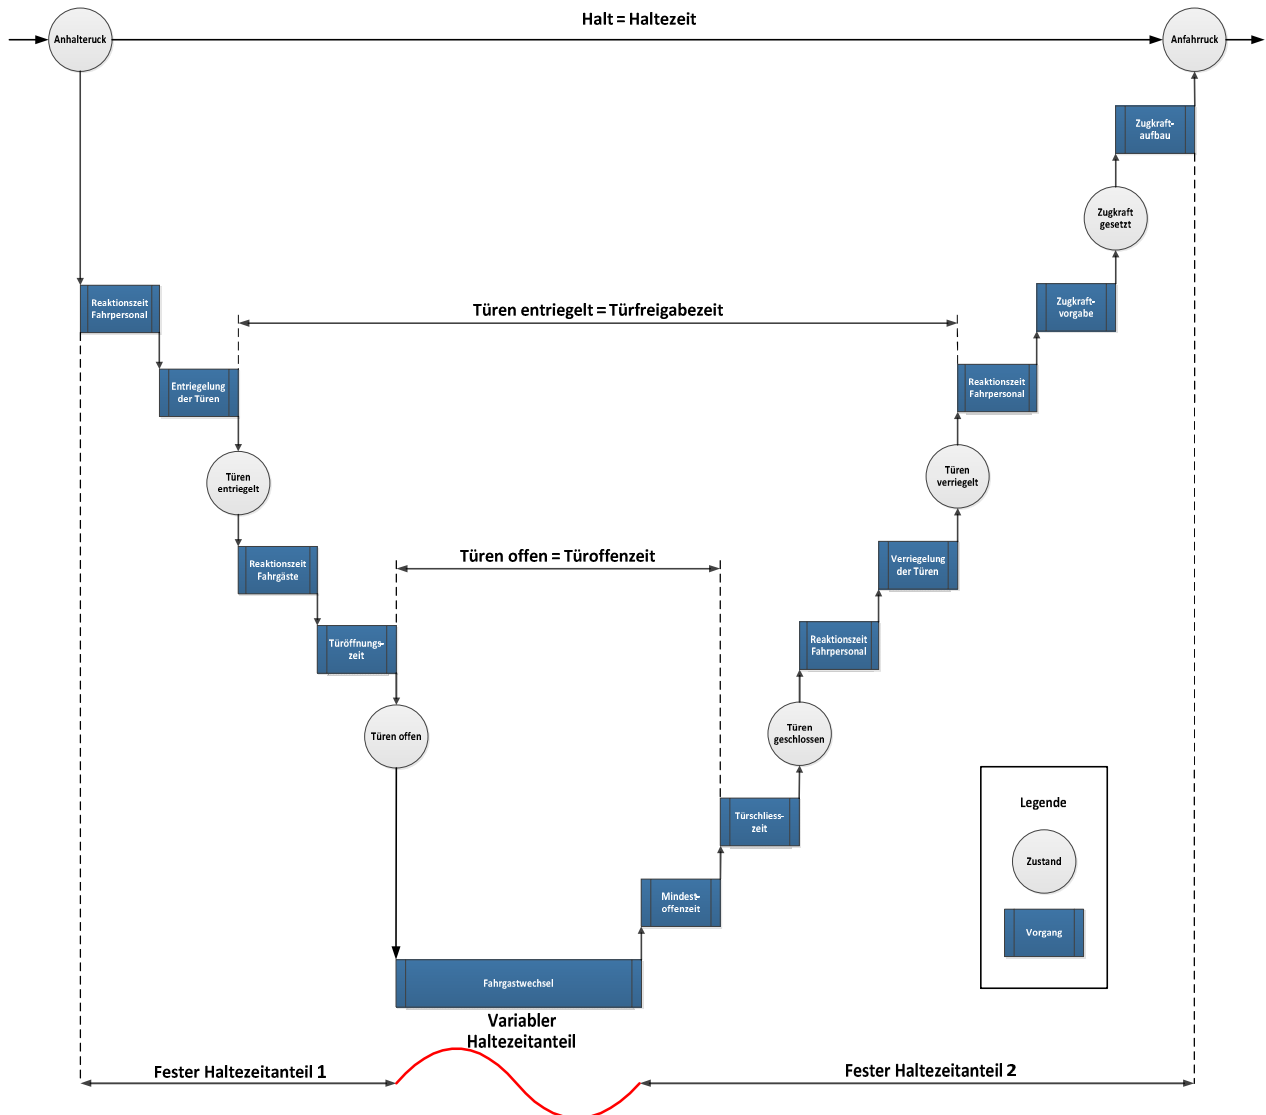 Halt = Haltezeit
Anhalteruck
Anfahrruck
Zugkraft-
aufbau
Zugkraft
gesetzt
Reaktionszeit
Fahrpersonal
Türen entriegelt = Türfreigabezeit
Zugkraft-
vorgabe
Entriegelung
der Türen
Reaktionszeit
Fahrpersonal
Türen
entriegelt
Türen
verriegelt
Reaktionszeit
Fahrgäste
Türen offen = Türoffenzeit
Verriegelung
der Türen
Türöffnungs-
zeit
Reaktionszeit
Fahrpersonal
Türen offen
Türen
geschlossen
Türschliess-
zeit
Legende
Zustand
Vorgang
Mindest-
offenzeit
Fahrgastwechsel
Variabler
Haltezeitanteil
Fester Haltezeitanteil 1
Fester Haltezeitanteil 2